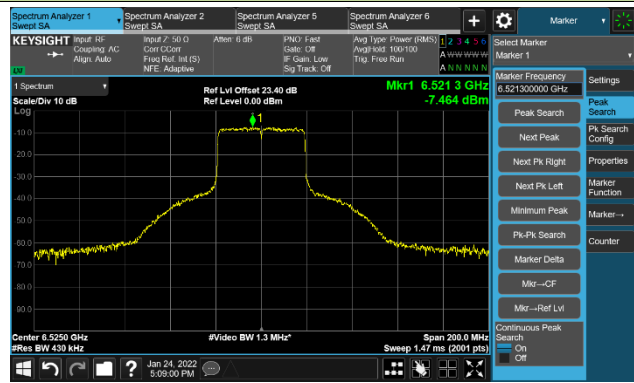 Spectrum Analyzer 1
Swept SA
Spectrum Analyzer 2
Swept SA
Spectrum Analyzer 5
Swept SA
Spectrum Analyzer 6
Swept SA
Marker
KEYSIGHT
Input: RF
Coupling: AC
Align: Auto
Input Z: 50 Ω
Corr CCorr
Freq Ref: Int (S)
NFE: Adaptive
Atten: 6 dB
PNO: Fast
Gate: Off
IF Gain: Low
Sig Track: Off
Avg Type: Power (RMS)
Avg|Hold: 100/100
Trig: Free Run
1 2 3 4 5 6
A W W W W W
A N N N N N
1 Spectrum
Scale/Div 10 dB
Log
Ref Lvl Offset 23.40 dB
Ref Level 0.00 dBm
Mkr1 6.521 3 GHz
-7.464 dBm
1
-10.0
-20.0
-30.0
-40.0
-50.0
-60.0
-70.0
-80.0
-90.0
Center 6.5250 GHz
#Res BW 430 kHz
#Video BW 1.3 MHz*
Span 200.0 MHz
Sweep 1.47 ms (2001 pts)
Select Marker
Marker 1
Marker Frequency
6.521300000 GHz
Peak Search
Next Peak
Next Pk Right
Next Pk Left
Minimum Peak
Pk-Pk Search
Marker Delta
Mkr→CF
Mkr→Ref Lvl
Continuous Peak
Search
On
Off
Settings
Peak
Search
Pk Search
Config
Properties
Marker
Function
Marker→
Counter
Jan 24, 2022
5:09:00 PM